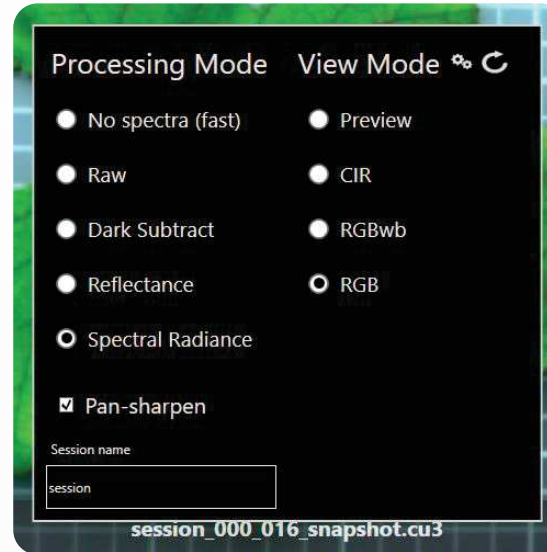 Processing Mode
View Mode
No spectra (fast)
Raw
Dark Subtract
Reflectance
Spectral Radiance
Pan-sharpen
Preview
CIR
RGBwb
RGB
Session name
session
session_000_016_snapshot.cu3